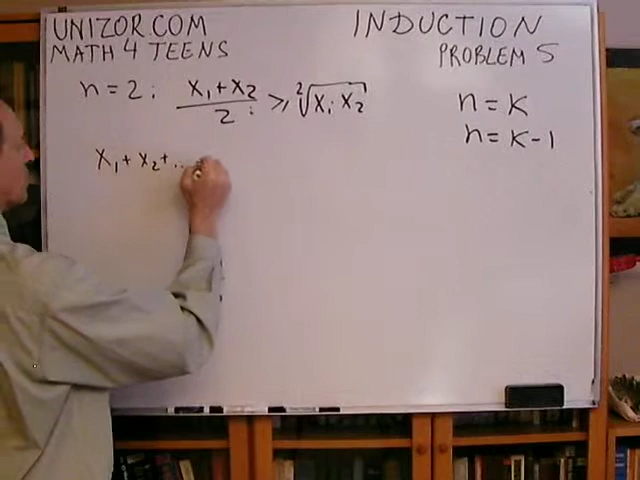 UNIZOR.COM
MATH 4 TEENS
INDUCTION
PROBLEM 5
n = 2 : (x₁ + x₂) / 2 ≥ ²√(x₁ · x₂)
n = k
n = k - 1
x₁ + x₂ + ...